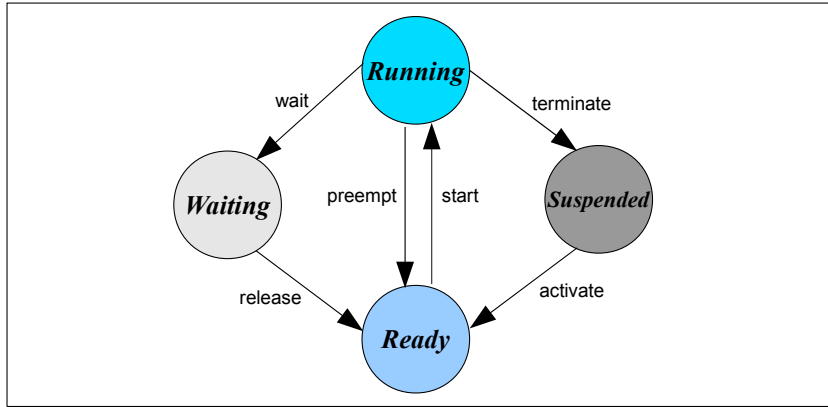 Running
wait
terminate
Waiting
preempt
start
Suspended
release
activate
Ready